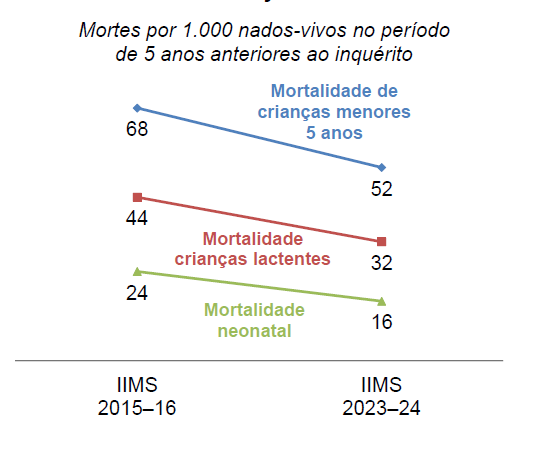 Mortes por 1.000 nados-vivos no período
de 5 anos anteriores ao inquérito
Mortalidade de
crianças menores
5 anos
68
52
44
Mortalidade
crianças lactentes
32
24
Mortalidade
neonatal
16
IIMS
2015–16
IIMS
2023–24